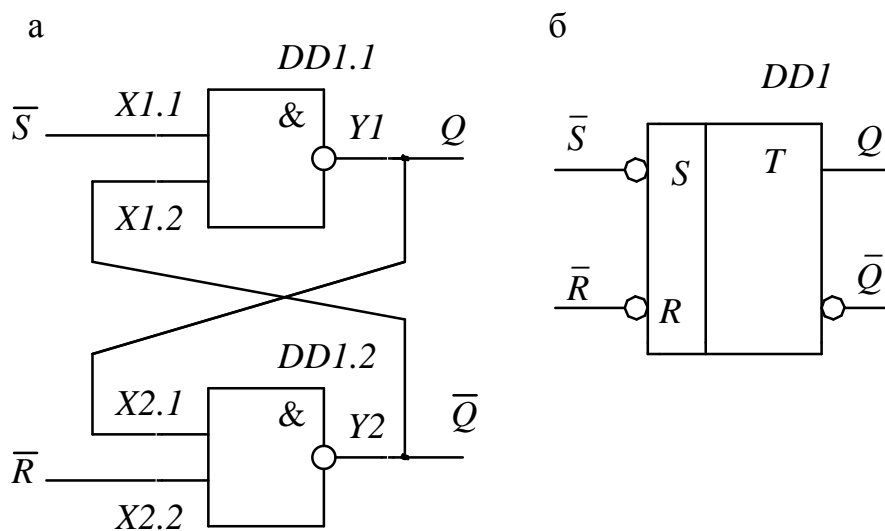 а
DD1.1
S̅
X1.1
&
Y1
Q
X1.2
DD1.2
X2.1
&
Y2
Q̅
R̅
X2.2
б
DD1
S̅
S
T
Q
R̅
R
Q̅